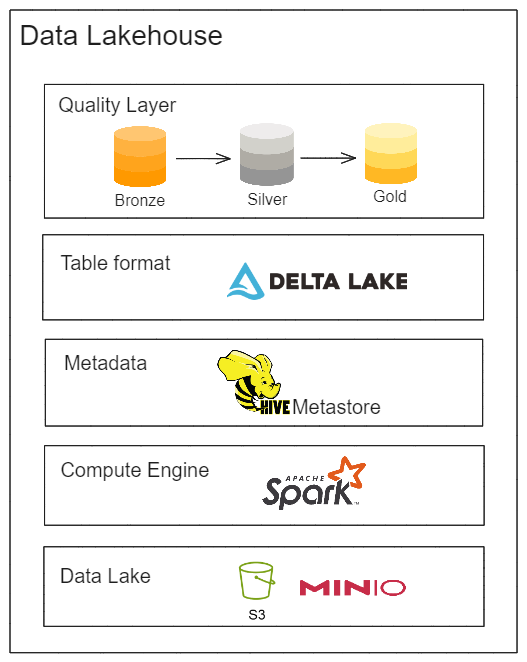 Data Lakehouse
Quality Layer
Bronze
Silver
Gold
Table format
DELTA LAKE
Metadata
HIVE Metastore
Compute Engine
APACHE
Spark™
Data Lake
MINIO
S3